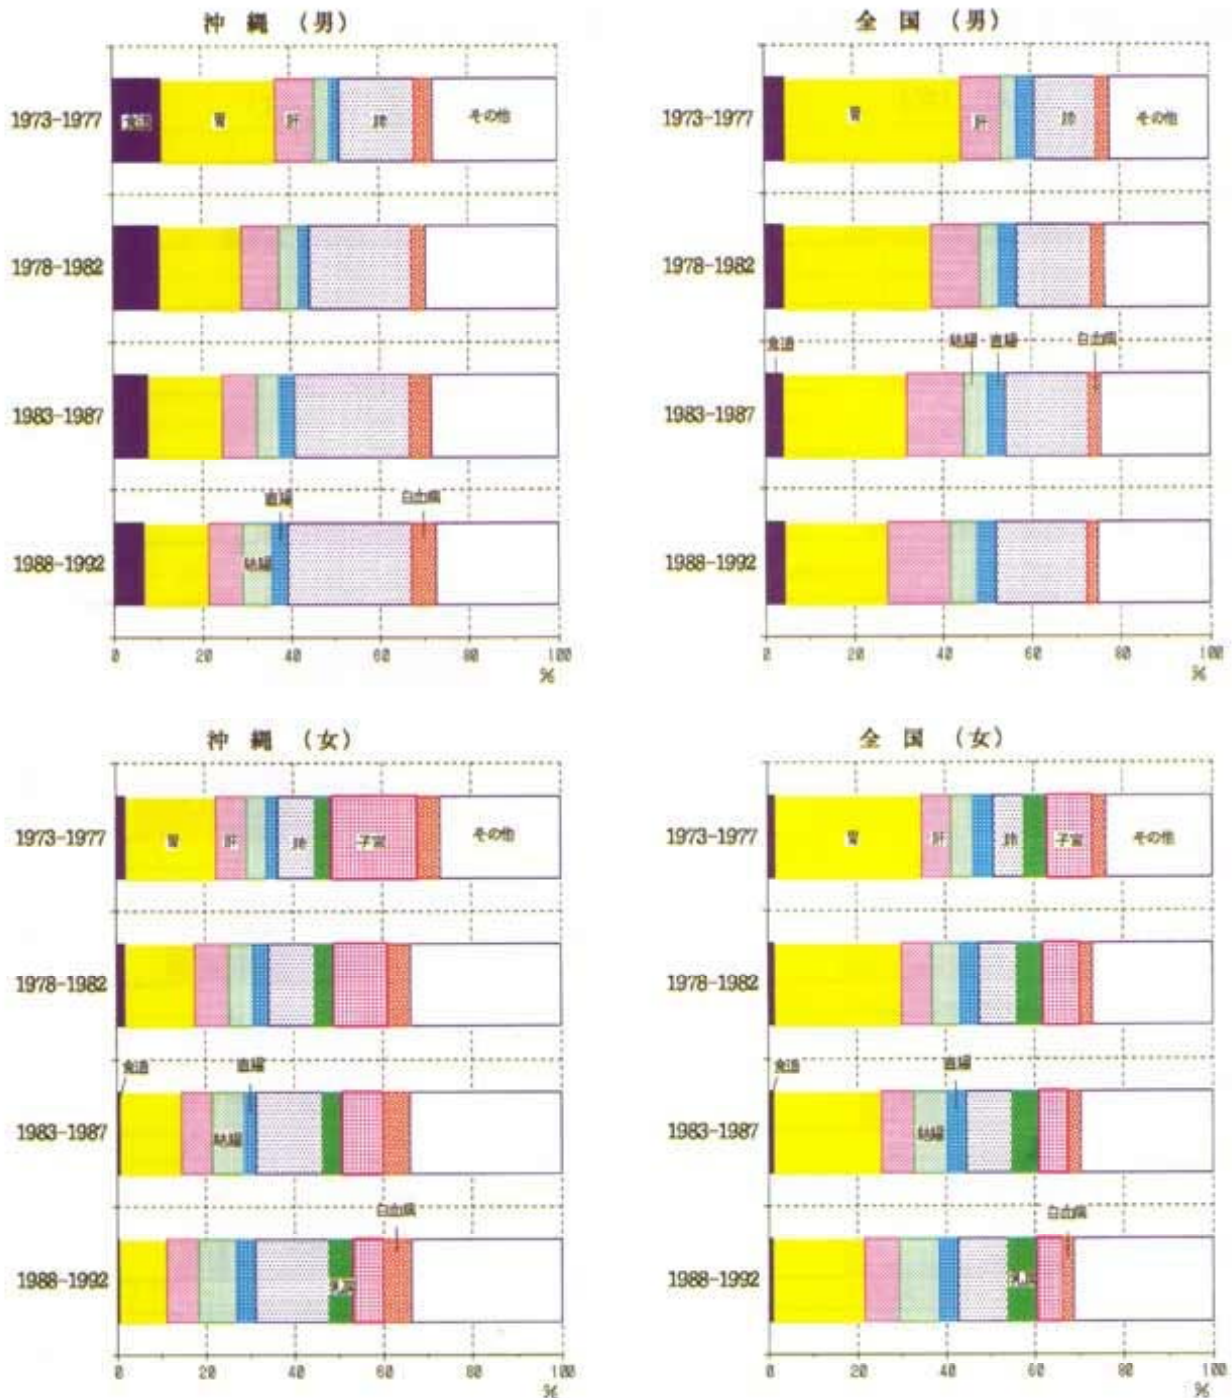 沖縄（男）
1973-1977
食道
胃
肝
肺
その他
1978-1982
1983-1987
直腸
白血病
1988-1992
結腸
0 20 40 60 80 100
%
全国（男）
1973-1977
胃
肝
肺
その他
1978-1982
食道
結腸
直腸
白血病
1983-1987
1988-1992
0 20 40 60 80 100
%
沖縄（女）
1973-1977
胃
肝
肺
子宮
その他
1978-1982
食道
直腸
1983-1987
結腸
白血病
1988-1992
乳房
0 20 40 60 80 100
%
全国（女）
1973-1977
胃
肝
肺
子宮
その他
1978-1982
食道
直腸
1983-1987
結腸
白血病
1988-1992
乳房
0 20 40 60 80 100
%